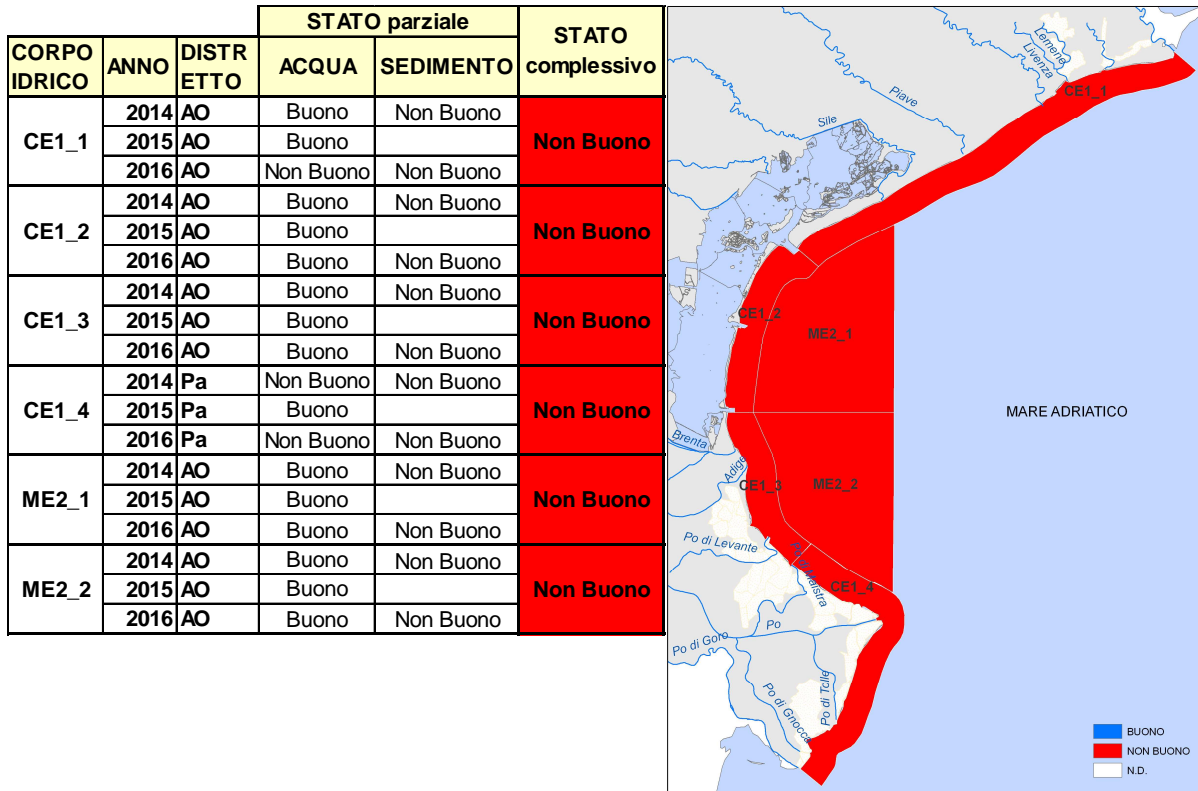 STATO parziale
STATO complessivo
CORPO IDRICO ANNO DISTR ETTO ACQUA SEDIMENTO
CE1_1
2014 AO Buono Non Buono
2015 AO Buono
2016 AO Non Buono Non Buono
Non Buono
CE1_2
2014 AO Buono Non Buono
2015 AO Buono
2016 AO Buono Non Buono
Non Buono
CE1_3
2014 AO Buono Non Buono
2015 AO Buono
2016 AO Buono Non Buono
Non Buono
CE1_4
2014 Pa Non Buono Non Buono
2015 Pa Buono
2016 Pa Non Buono Non Buono
Non Buono
ME2_1
2014 AO Buono Non Buono
2015 AO Buono
2016 AO Buono Non Buono
Non Buono
ME2_2
2014 AO Buono Non Buono
2015 AO Buono
2016 AO Buono Non Buono
Non Buono
Lemene
Livenza
CE1_1
Piave
Sile
CE1_2
ME2_1
MARE ADRIATICO
Brenta
Adige
CE1_3
ME2_2
Po di Levante
Po di Maistra
CE1_4
Po
Po di Goro
Po di Gnocca
Po di Tolle
BUONO
NON BUONO
N.D.